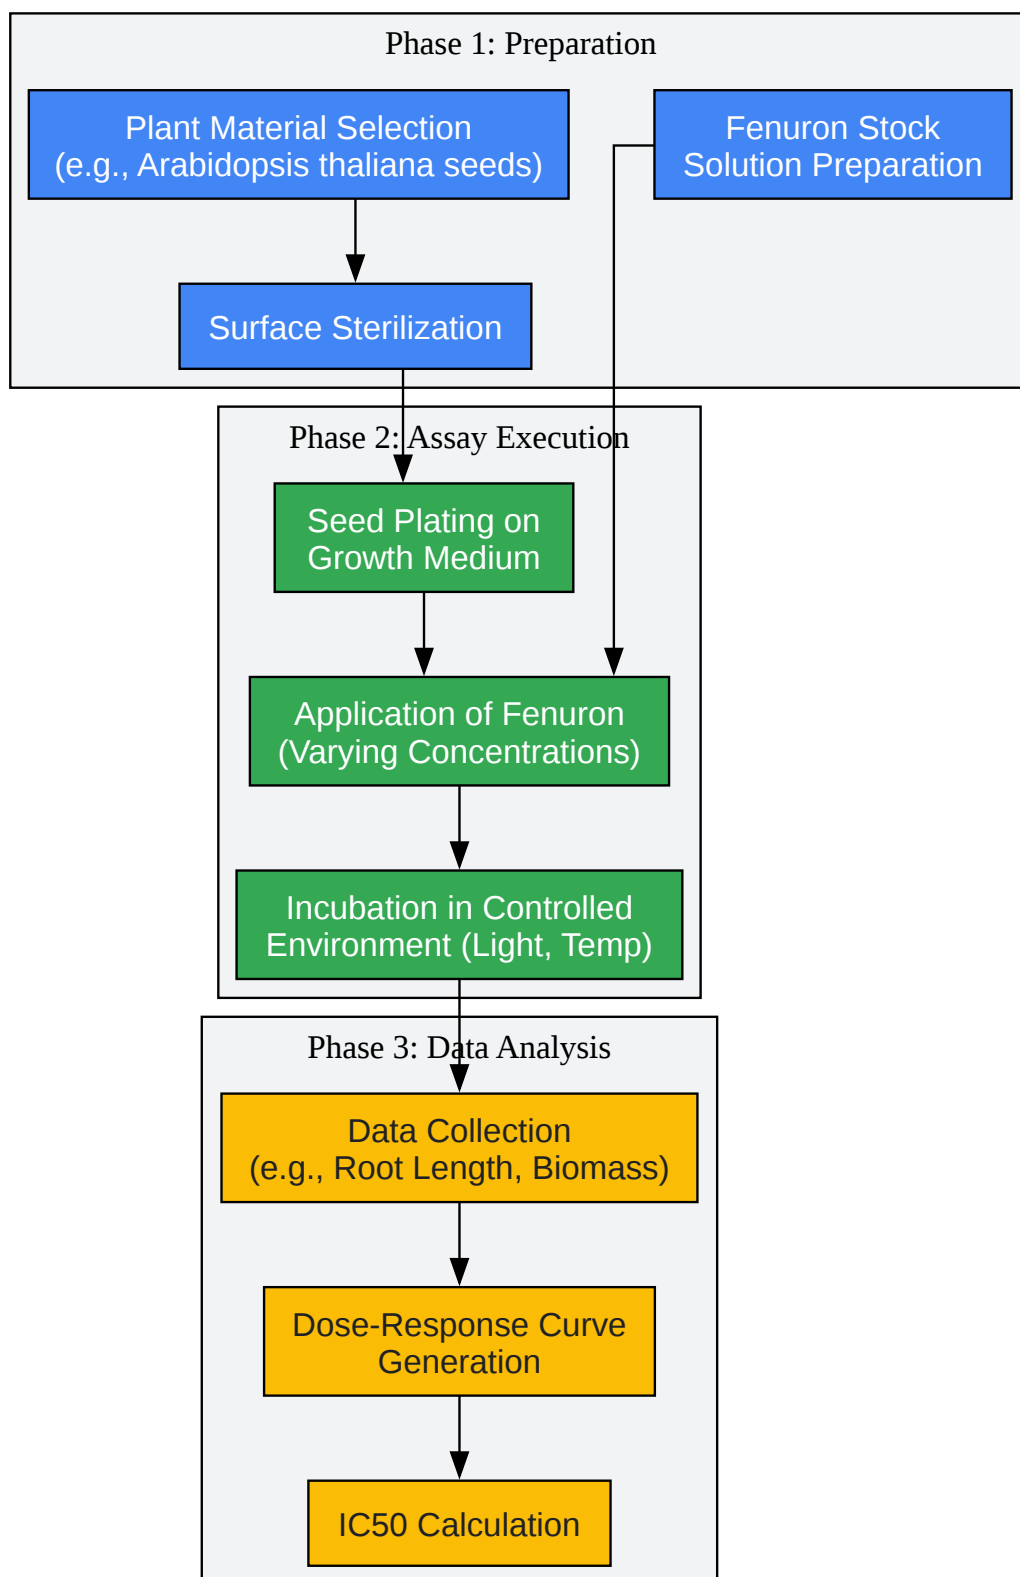 Phase 1: Preparation
Plant Material Selection
(e.g., Arabidopsis thaliana seeds)
Fenuron Stock
Solution Preparation
Surface Sterilization
Phase 2: Assay Execution
Seed Plating on
Growth Medium
Application of Fenuron
(Varying Concentrations)
Incubation in Controlled
Environment (Light, Temp)
Phase 3: Data Analysis
Data Collection
(e.g., Root Length, Biomass)
Dose-Response Curve
Generation
IC50 Calculation